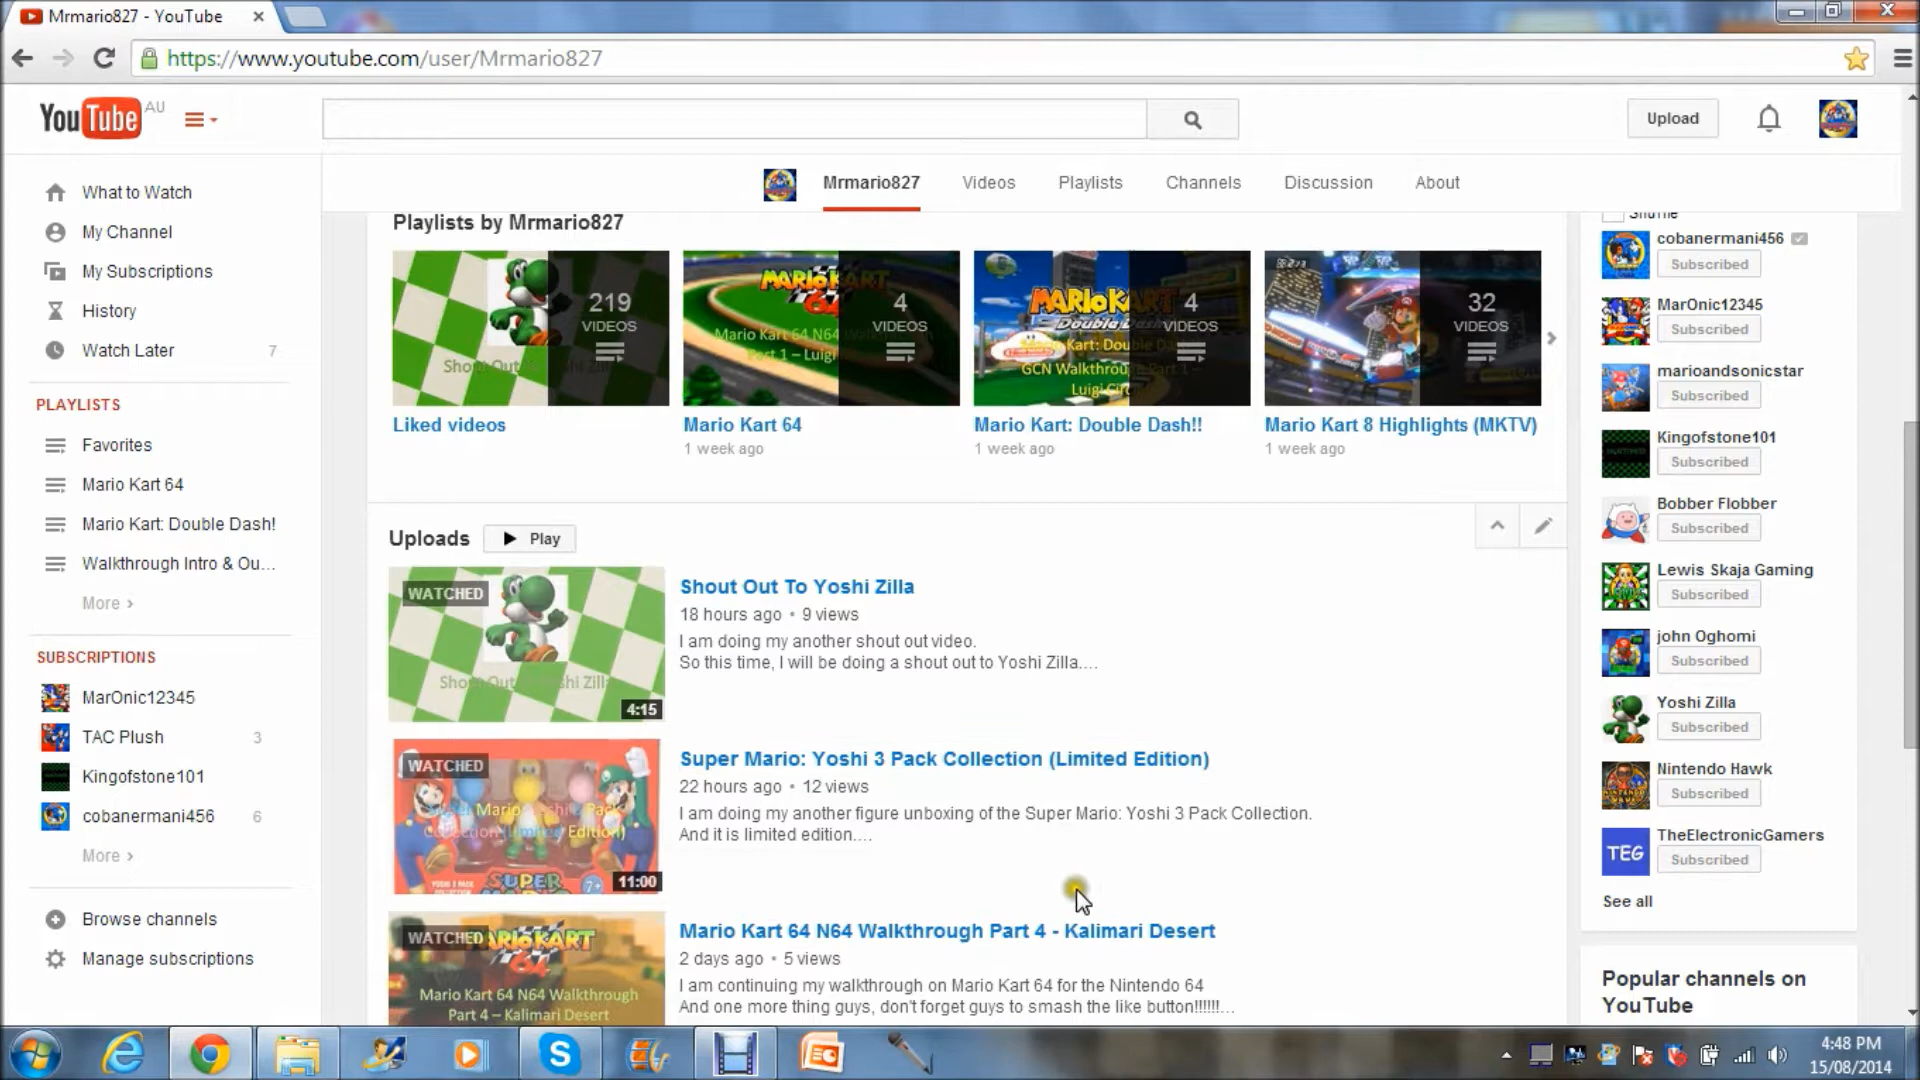 Mrmario827 - YouTube
https://www.youtube.com/user/Mrmario827
YouTube AU
Upload
Mrmario827
Videos
Playlists
Channels
Discussion
About
What to Watch
My Channel
My Subscriptions
History
Watch Later 7
PLAYLISTS
Favorites
Mario Kart 64
Mario Kart: Double Dash!
Walkthrough Intro & Ou...
More >
SUBSCRIPTIONS
MarOnic12345
TAC Plush 3
Kingofstone101
cobanermani456 6
More >
Browse channels
Manage subscriptions
Playlists by Mrmario827
219
VIDEOS
Liked videos
4
VIDEOS
Mario Kart 64
1 week ago
4
VIDEOS
Mario Kart: Double Dash!!
1 week ago
32
VIDEOS
Mario Kart 8 Highlights (MKTV)
1 week ago
Uploads
Play
WATCHED
4:15
Shout Out To Yoshi Zilla
18 hours ago • 9 views
I am doing my another shout out video.
So this time, I will be doing a shout out to Yoshi Zilla....
WATCHED
11:00
Super Mario: Yoshi 3 Pack Collection (Limited Edition)
22 hours ago • 12 views
I am doing my another figure unboxing of the Super Mario: Yoshi 3 Pack Collection.
And it is limited edition....
WATCHED
Mario Kart 64 N64 Walkthrough
Part 4 – Kalimari Desert
Mario Kart 64 N64 Walkthrough Part 4 - Kalimari Desert
2 days ago • 5 views
I am continuing my walkthrough on Mario Kart 64 for the Nintendo 64
And one more thing guys, don't forget guys to smash the like button!!!!!!...
Shuffle
cobanermani456
Subscribed
MarOnic12345
Subscribed
marioandsonicstar
Subscribed
Kingofstone101
Subscribed
Bobber Flobber
Subscribed
Lewis Skaja Gaming
Subscribed
john Oghomi
Subscribed
Yoshi Zilla
Subscribed
Nintendo Hawk
Subscribed
TEG
TheElectronicGamers
Subscribed
See all
Popular channels on
YouTube
4:48 PM
15/08/2014